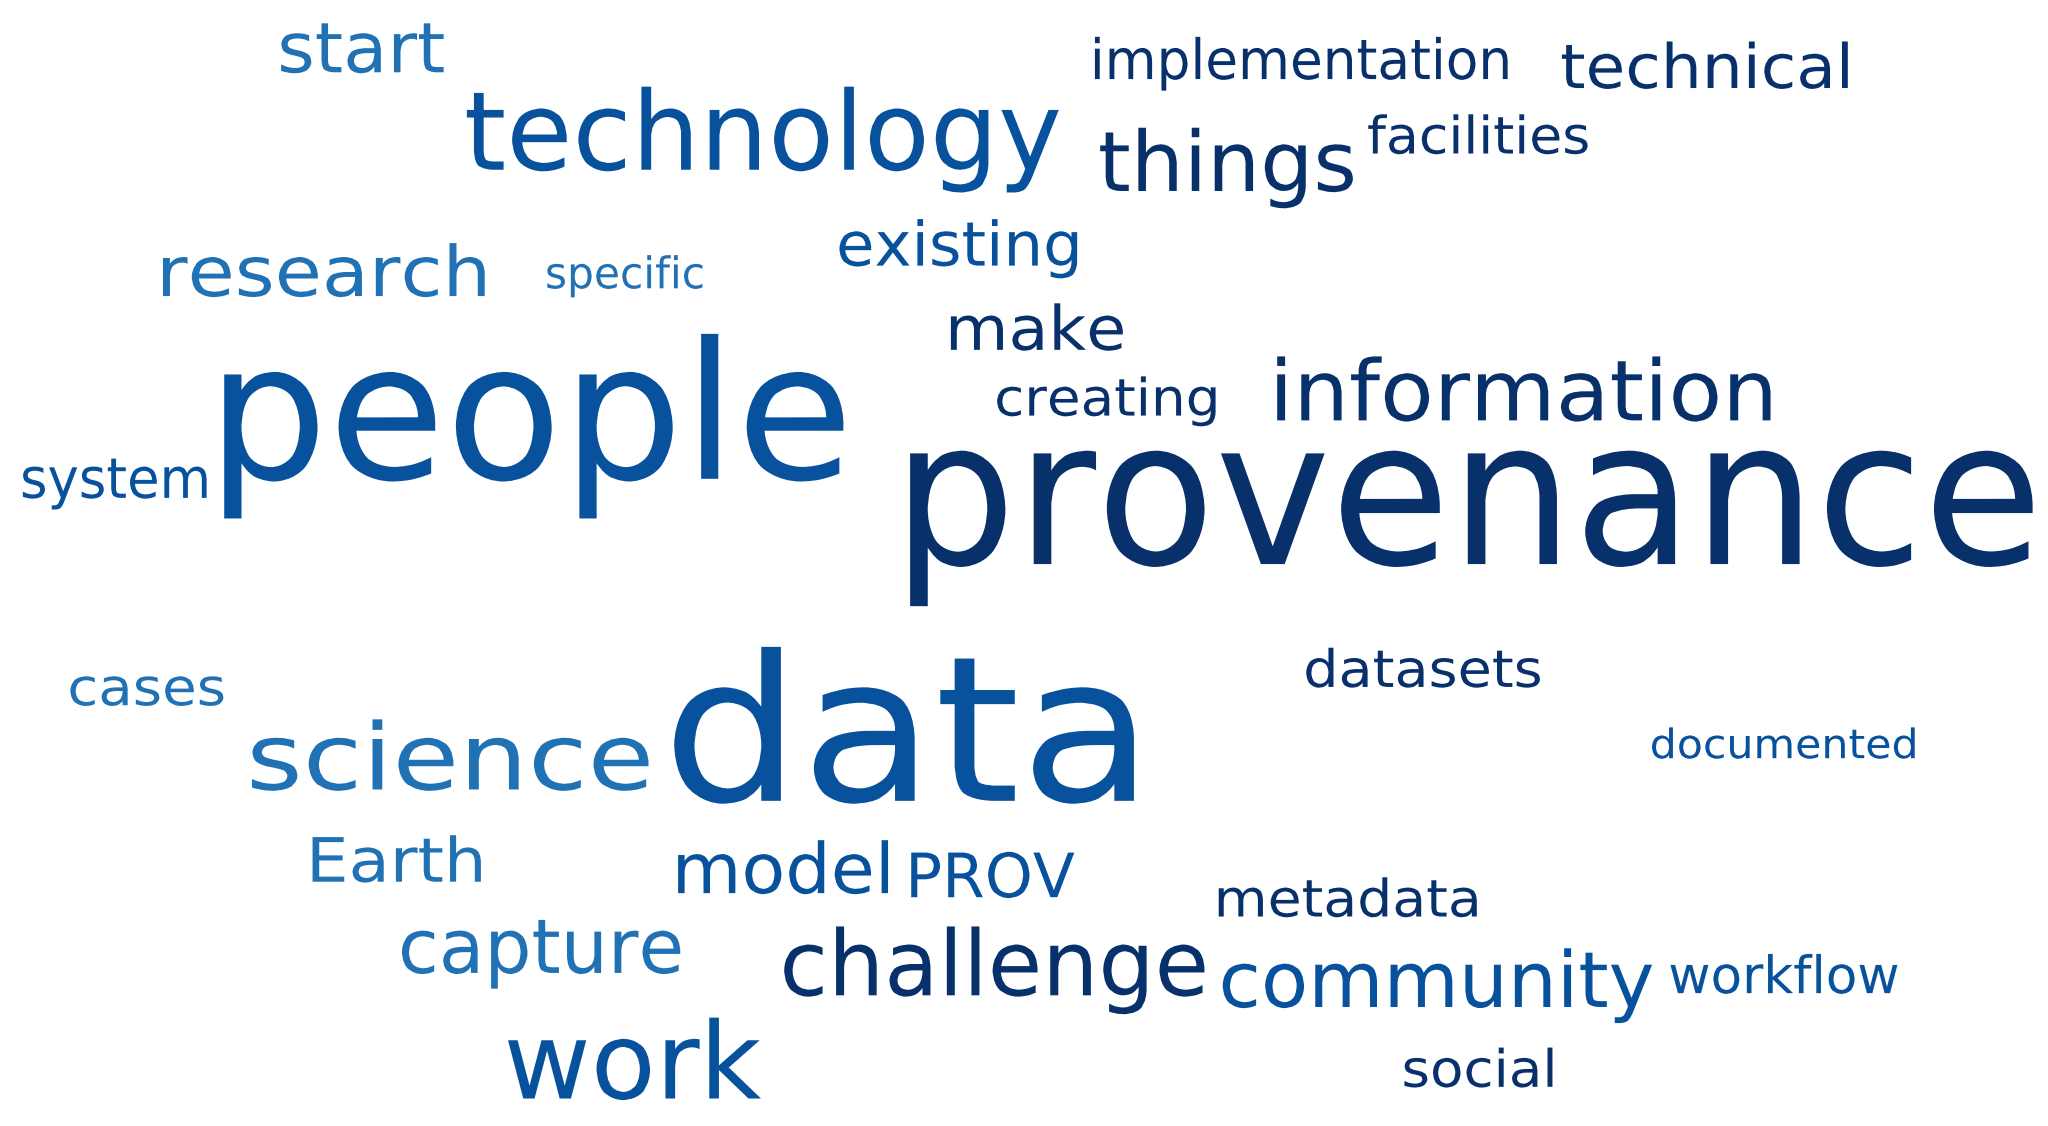 start
implementation technical
technology
things facilities
existing
research specific
make
creating information
people
system
provenance
datasets
cases
data
documented
science
Earth
model PROV
metadata
capture
challenge community workflow
work
social